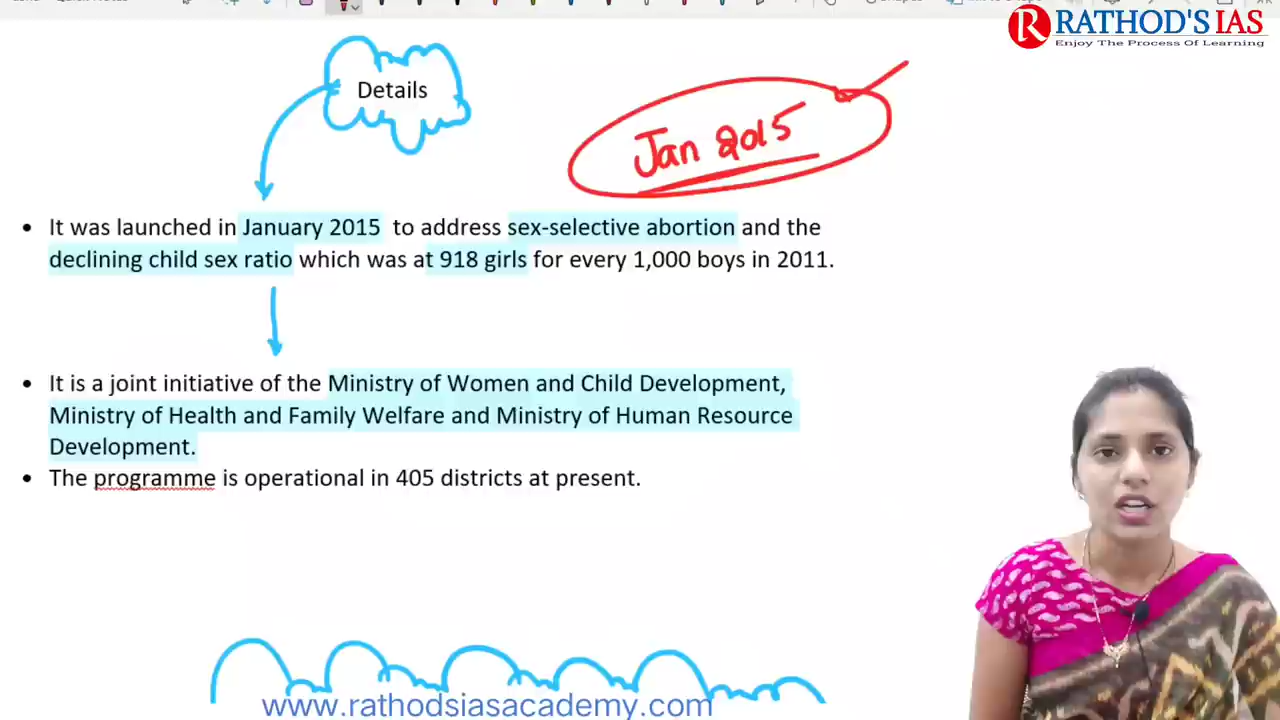 RATHOD'S IAS
Enjoy The Process Of Learning
Details
Jan 2015
• It was launched in January 2015 to address sex-selective abortion and the
declining child sex ratio which was at 918 girls for every 1,000 boys in 2011.
• It is a joint initiative of the Ministry of Women and Child Development,
Ministry of Health and Family Welfare and Ministry of Human Resource
Development.
• The programme is operational in 405 districts at present.
www.rathodsiasacademy.com